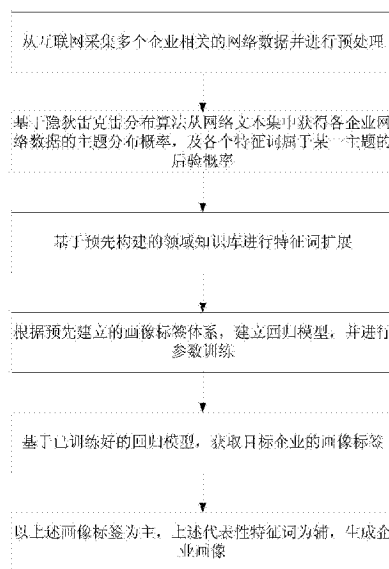 从互联网采集多个企业相关的网络数据并进行预处理
基于隐狄雷克雷分布算法从网络文本集中获得各企业网
络数据的主题分布概率，及各个特征词属于某一主题的
后验概率
基于预先构建的领域知识库进行特征词扩展
根据预先建立的画像标签体系，建立回归模型，并进行
参数训练
基于已训练好的回归模型，获取目标企业的画像标签
以上述画像标签为主，上述代表性特征词为辅，生成企
业画像